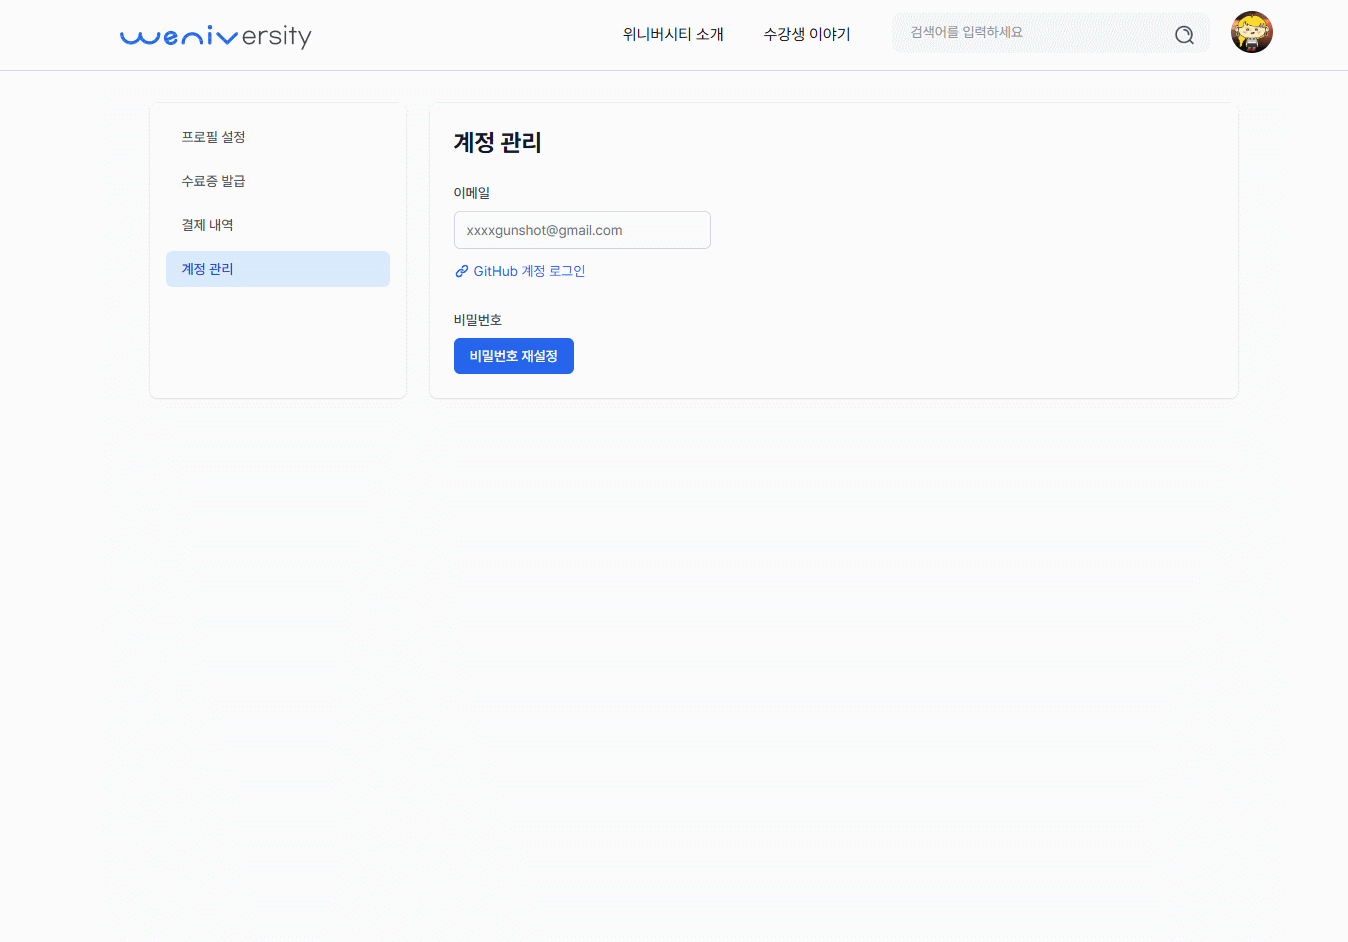 weniversity
위니버시티 소개
수강생 이야기
검색어를 입력하세요
프로필 설정
수료증 발급
결제 내역
계정 관리
계정 관리
이메일
xxxxgunshot@gmail.com
GitHub 계정 로그인
비밀번호
비밀번호 재설정